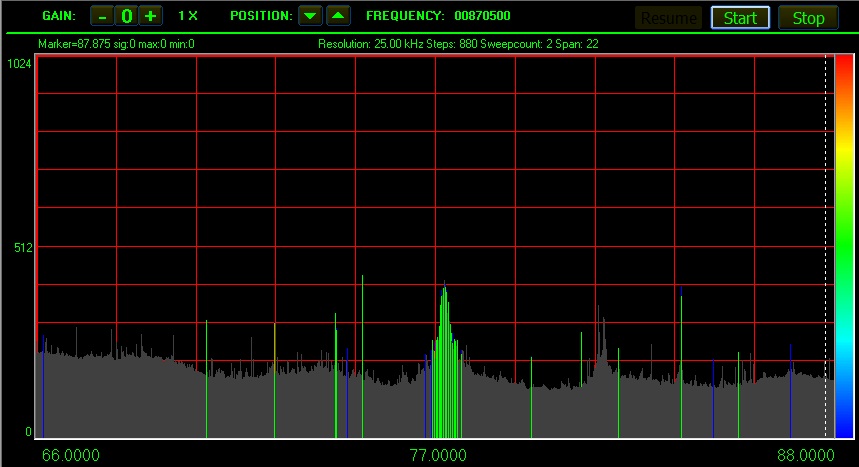 GAIN: - 0 + 1 X POSITION: FREQUENCY: 00870500 Resume Start Stop
Marker=87.875 sig:0 max:0 min:0 Resolution: 25.00 kHz Steps: 880 Sweepcount: 2 Span: 22
1024
512
0
66.0000 77.0000 88.0000